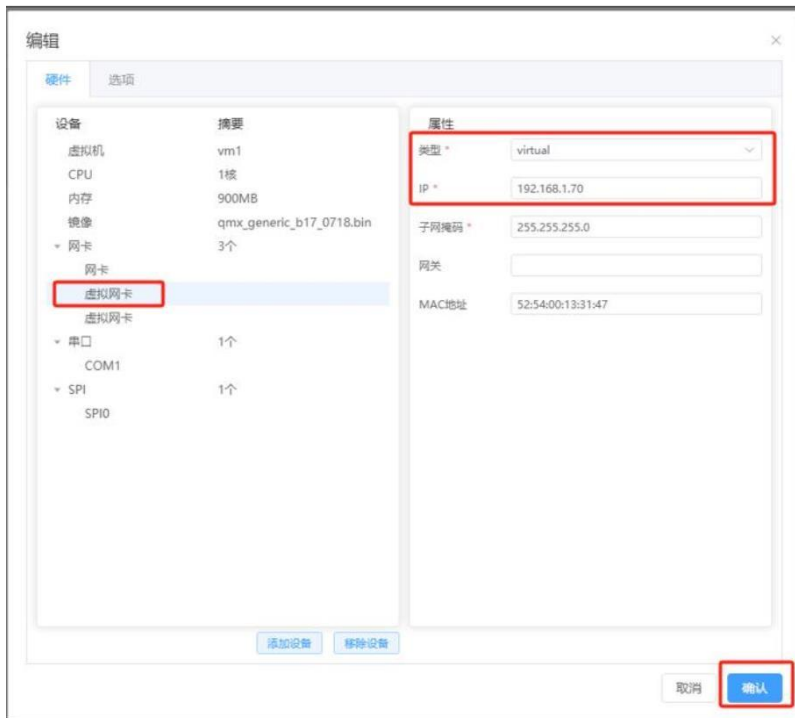 编辑
硬件 选项
设备 摘要
虚拟机 vm1
CPU 1核
内存 900MB
镜像 qmx_generic_b17_0718.bin
网卡 3个
网卡
虚拟网卡
虚拟网卡
串口 1个
COM1
SPI 1个
SPI0
添加设备 移除设备
属性
类型 * virtual
IP * 192.168.1.70
子网掩码 * 255.255.255.0
网关
MAC地址 52:54:00:13:31:47
取消 确认